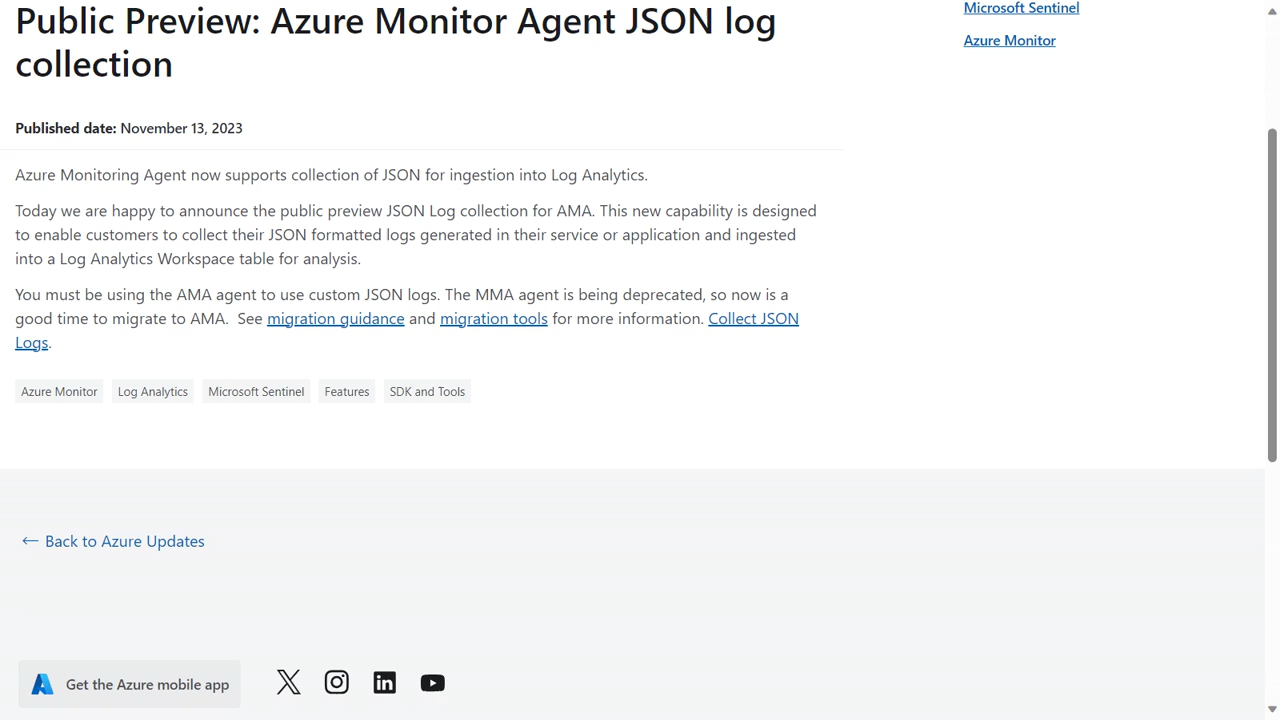 Public Preview: Azure Monitor Agent JSON log
collection
Microsoft Sentinel
Azure Monitor
Published date: November 13, 2023
Azure Monitoring Agent now supports collection of JSON for ingestion into Log Analytics.
Today we are happy to announce the public preview JSON Log collection for AMA. This new capability is designed
to enable customers to collect their JSON formatted logs generated in their service or application and ingested
into a Log Analytics Workspace table for analysis.
You must be using the AMA agent to use custom JSON logs. The MMA agent is being deprecated, so now is a
good time to migrate to AMA.  See migration guidance and migration tools for more information. Collect JSON
Logs.
Azure Monitor Log Analytics Microsoft Sentinel Features SDK and Tools
← Back to Azure Updates
Get the Azure mobile app